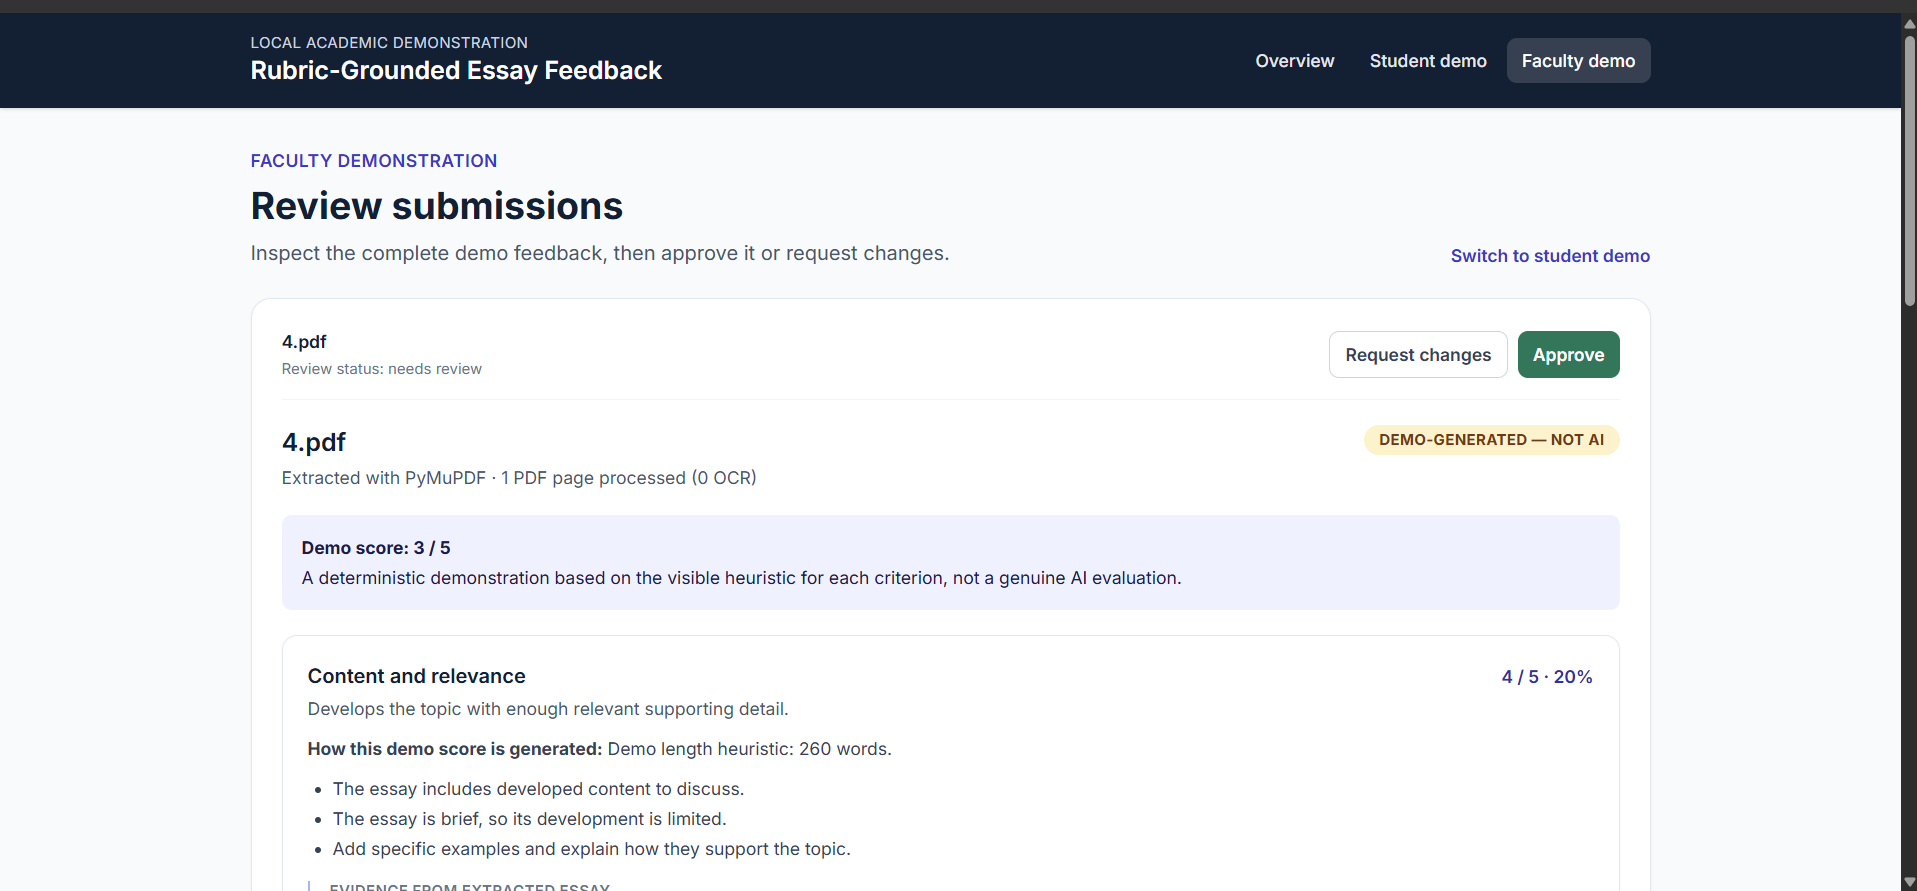 LOCAL ACADEMIC DEMONSTRATION
Rubric-Grounded Essay Feedback
Overview
Student demo
Faculty demo
FACULTY DEMONSTRATION
Review submissions
Inspect the complete demo feedback, then approve it or request changes.
Switch to student demo
4.pdf
Review status: needs review
Request changes
Approve
4.pdf
DEMO-GENERATED — NOT AI
Extracted with PyMuPDF · 1 PDF page processed (0 OCR)
Demo score: 3 / 5
A deterministic demonstration based on the visible heuristic for each criterion, not a genuine AI evaluation.
Content and relevance
4 / 5 · 20%
Develops the topic with enough relevant supporting detail.
How this demo score is generated: Demo length heuristic: 260 words.
• The essay includes developed content to discuss.
• The essay is brief, so its development is limited.
• Add specific examples and explain how they support the topic.
EVIDENCE FROM EXTRACTED ESSAY